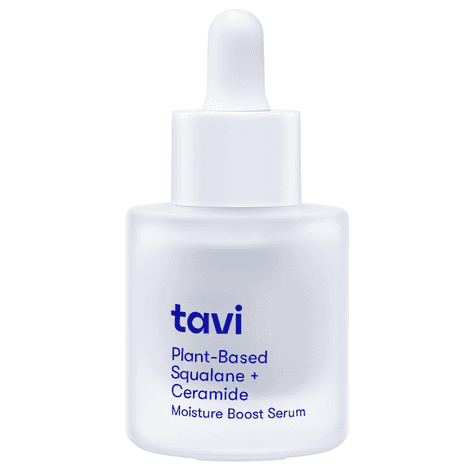 tavi
Plant-Based
Squalane +
Ceramide
Moisture Boost Serum